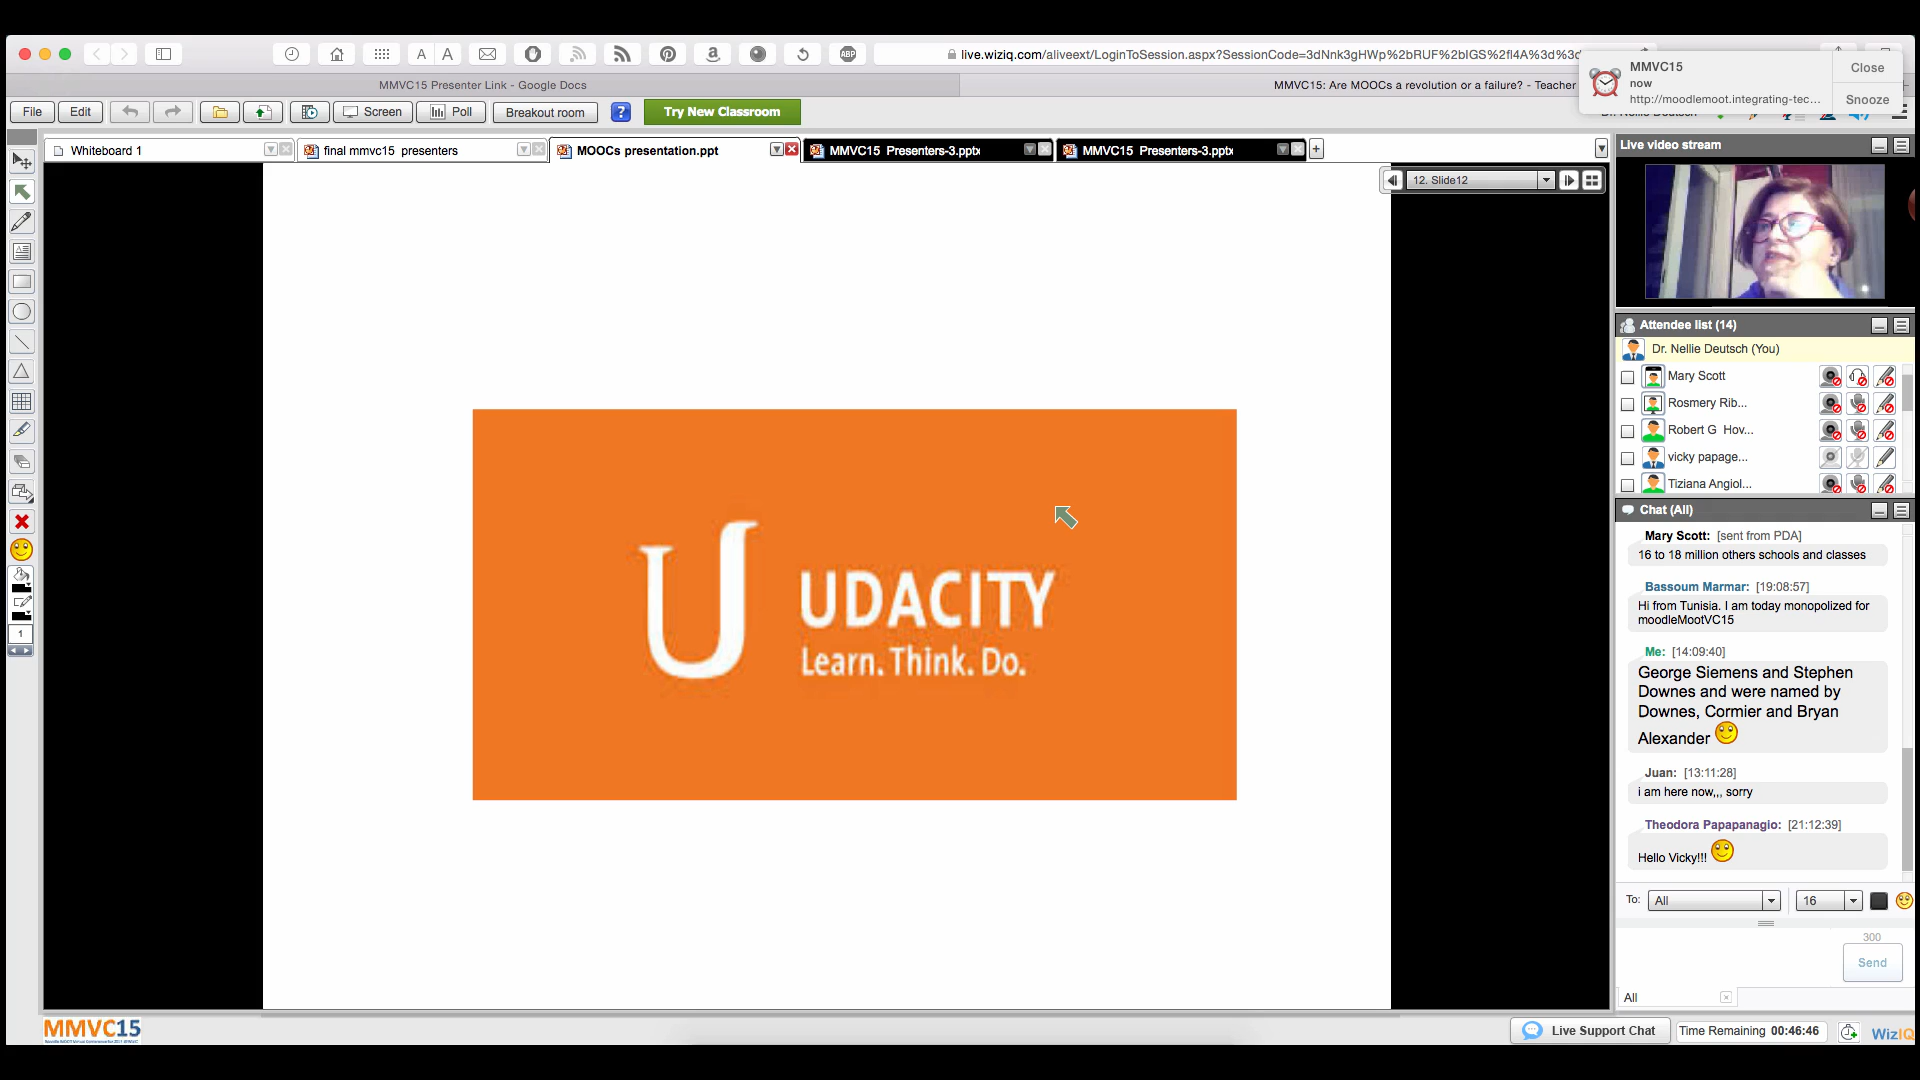 live.wiziq.com/aliveext/LoginToSession.aspx?SessionCode=3dNnk3gHWp%2bRUF%2bIGS%2fl4A%3d%3d
A A
ABP
MMVC15 Presenter Link - Google Docs
MMVC15: Are MOOCs a revolution or a failure? - Teacher
MMVC15
now
http://moodlemoot.integrating-tec...
Close
Snooze
File
Edit
Screen
Poll
Breakout room
?
Try New Classroom
Dr. Nellie Deutsch
Whiteboard 1
final mmvc15 presenters
MOOCs presentation.ppt
MMVC15 Presenters-3.pptx
MMVC15 Presenters-3.pptx
12. Slide12
UDACITY
Learn. Think. Do.
1
Live video stream
Attendee list (14)
Dr. Nellie Deutsch (You)
Mary Scott
Rosmery Rib...
Robert G Hov...
vicky papage...
Tiziana Angiol...
Chat (All)
Mary Scott: [sent from PDA]
16 to 18 million others schools and classes
Bassoum Marmar: [19:08:57]
Hi from Tunisia. I am today monopolized for
moodleMootVC15
Me: [14:09:40]
George Siemens and Stephen
Downes and were named by
Downes, Cormier and Bryan
Alexander
Juan: [13:11:28]
i am here now,,, sorry
Theodora Papapanagio: [21:12:39]
Hello Vicky!!!
To: All 16
300
Send
All
MMVC15
Live Support Chat
Time Remaining 00:46:46
WizIQ